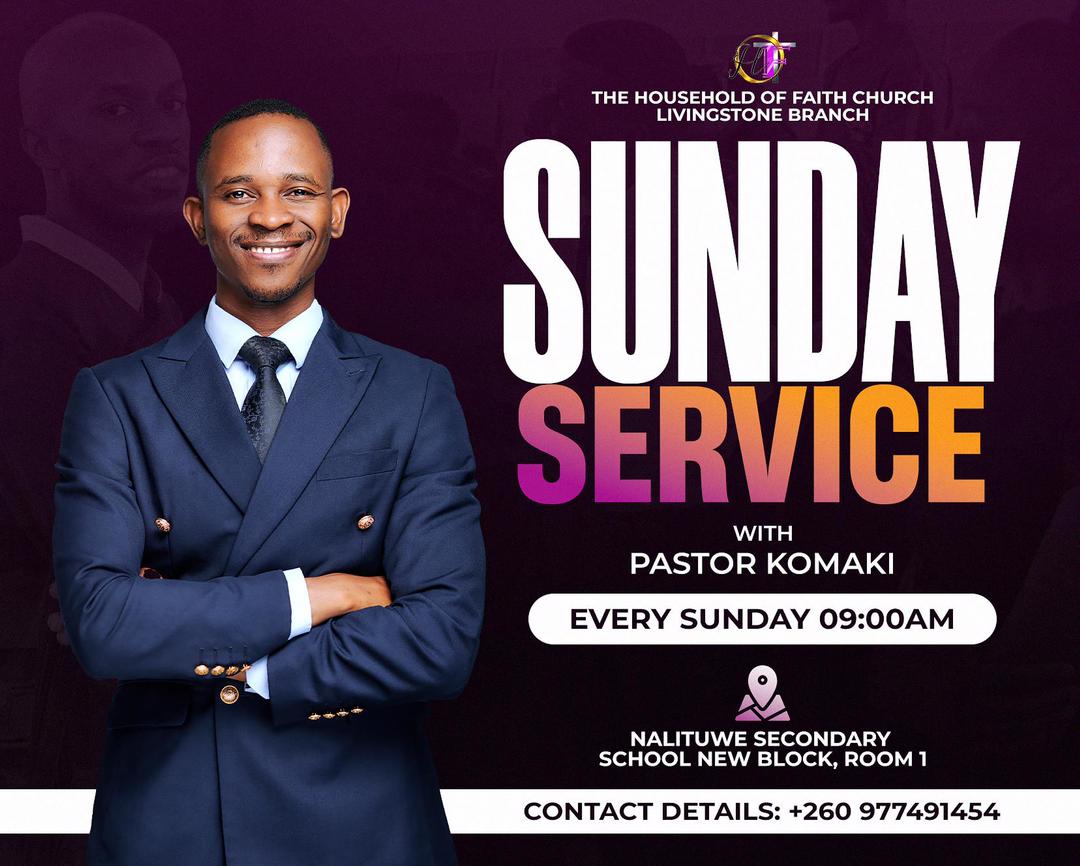 THE HOUSEHOLD OF FAITH CHURCH
LIVINGSTONE BRANCH
SUNDAY
SERVICE
WITH
PASTOR KOMAKI
EVERY SUNDAY 09:00AM
NALITUWE SECONDARY
SCHOOL NEW BLOCK, ROOM 1
CONTACT DETAILS: +260 977491454